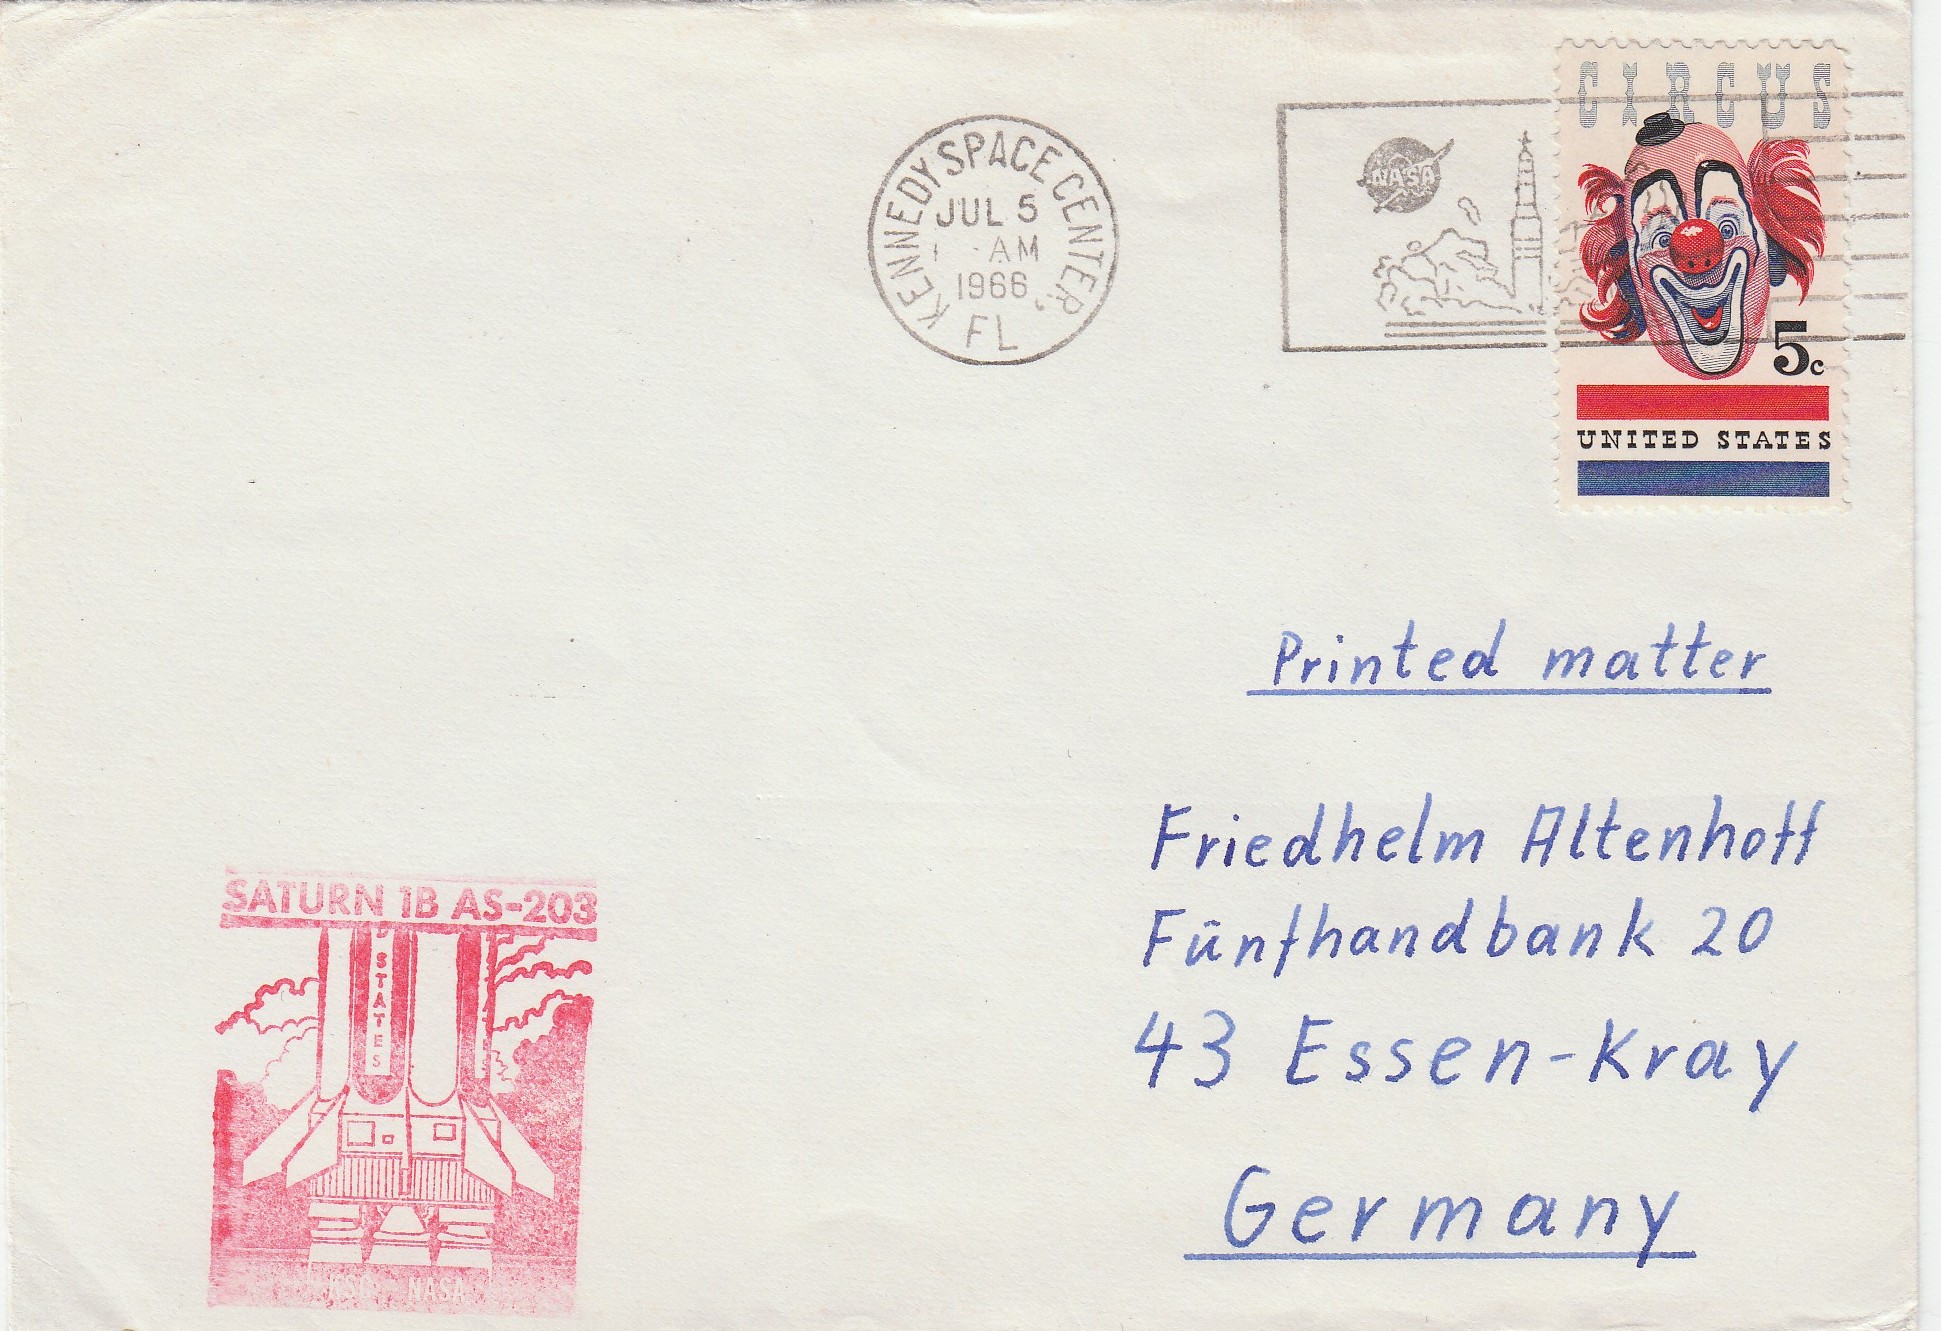 CIRCUS
KENNEDY SPACE CENTER
JUL 5
AM
1966
FL
NASA
5c
UNITED STATES
Printed matter
Friedhelm Altenhoff
Fünfhandbank 20
43 Essen-Kray
Germany
SATURN 1B AS-203
STATES
KSC - NASA